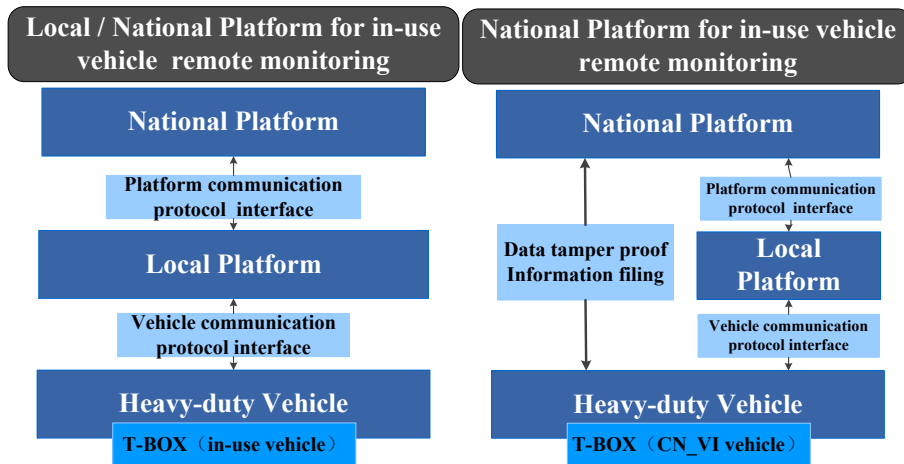 Local / National Platform for in-use
vehicle remote monitoring
National Platform
Platform communication
protocol interface
Local Platform
Vehicle communication
protocol interface
Heavy-duty Vehicle
T-BOX（in-use vehicle）
National Platform for in-use vehicle
remote monitoring
National Platform
Platform communication
protocol interface
Data tamper proof
Information filing
Local
Platform
Vehicle communication
protocol interface
Heavy-duty Vehicle
T-BOX（CN_VI vehicle）